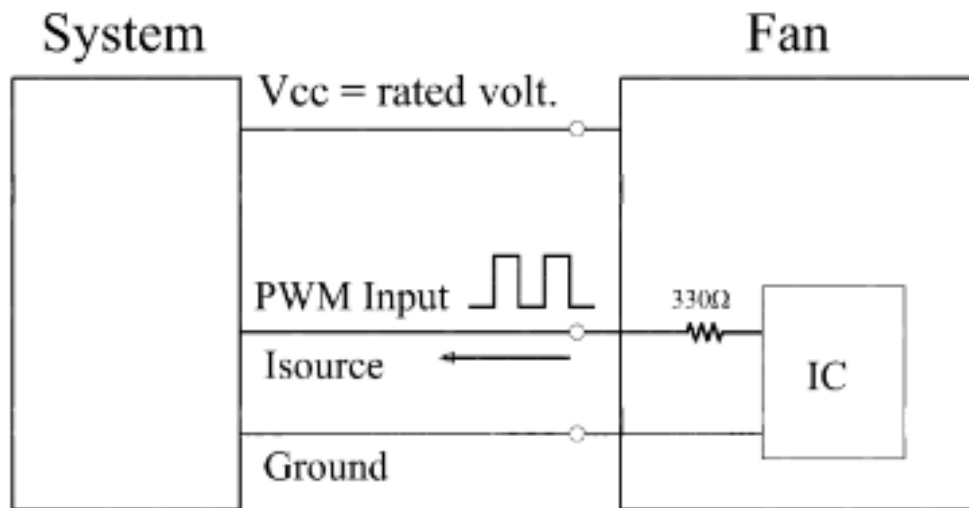 System
Fan
Vcc = rated volt.
PWM Input
330Ω
Isource
IC
Ground